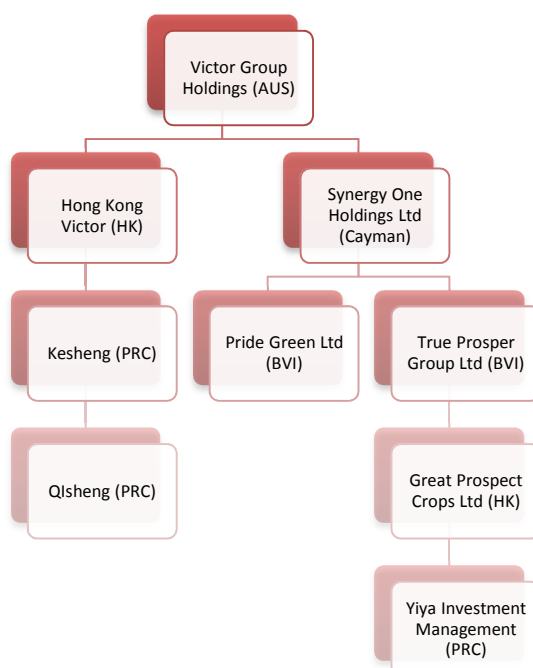 Victor Group
Holdings (AUS)
Hong Kong
Victor (HK)
Synergy One
Holdings Ltd
(Cayman)
Kesheng (PRC)
Pride Green Ltd
(BVI)
True Prosper
Group Ltd (BVI)
QIsheng (PRC)
Great Prospect
Crops Ltd (HK)
Yiya Investment
Management
(PRC)